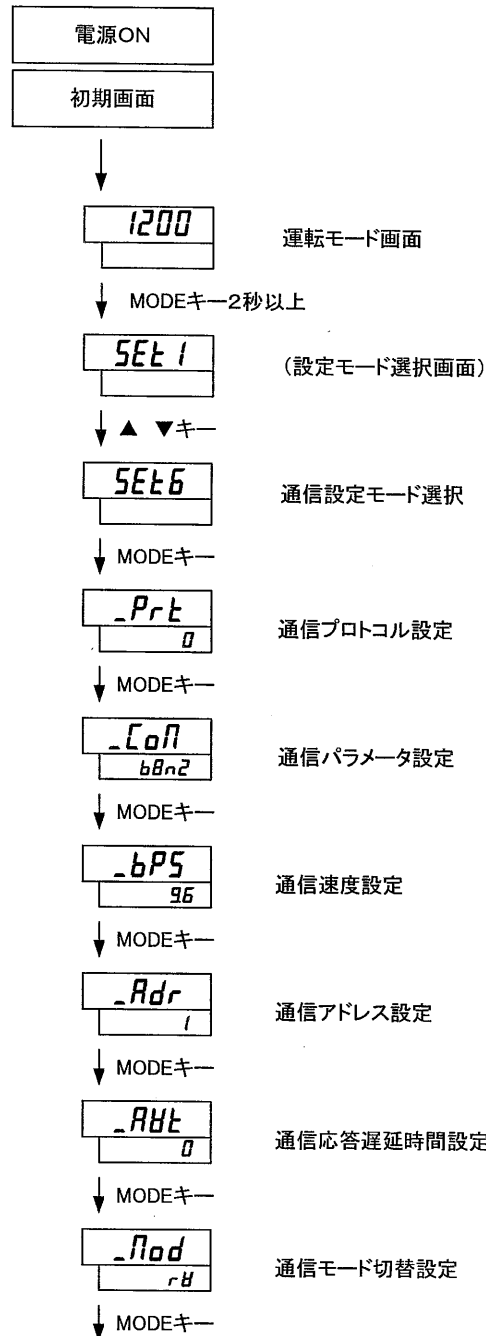 電源ON
初期画面
1200
運転モード画面
MODEキー2秒以上
SEt 1
(設定モード選択画面)
▲ ▼キー
SEt6
通信設定モード選択
MODEキー
_Prt
0
通信プロトコル設定
MODEキー
_CoM
b8n2
通信パラメータ設定
MODEキー
_bPS
9.6
通信速度設定
MODEキー
_Adr
1
通信アドレス設定
MODEキー
_AWt
0
通信応答遅延時間設定
MODEキー
_Mod
rW
通信モード切替設定
MODEキー